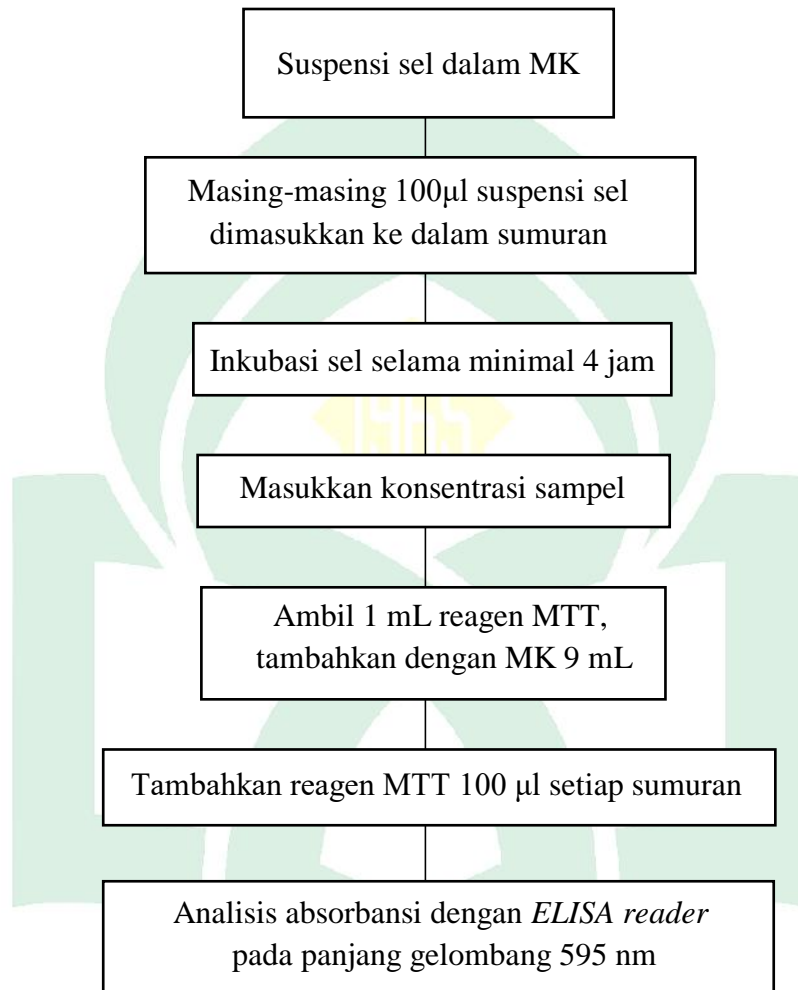 Suspensi sel dalam MK
Masing-masing 100μl suspensi sel
dimasukkan ke dalam sumuran
Inkubasi sel selama minimal 4 jam
1965
Masukkan konsentrasi sampel
Ambil 1 mL reagen MTT,
tambahkan dengan MK 9 mL
Tambahkan reagen MTT 100 μl setiap sumuran
Analisis absorbansi dengan ELISA reader
pada panjang gelombang 595 nm